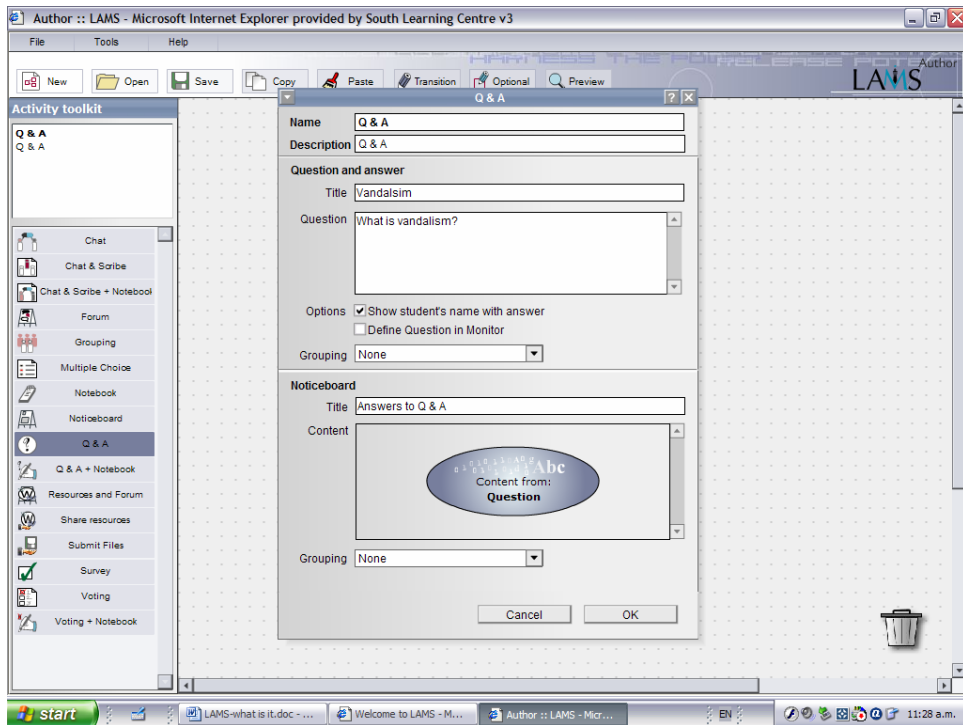 Author :: LAMS - Microsoft Internet Explorer provided by South Learning Centre v3
File Tools Help
HARNESS THE POWER RELEASE POTE
Author
LAMS
New Open Save Copy Paste Transition Optional Preview
Activity toolkit
Q & A
Q & A
Chat
Chat & Scribe
Chat & Scribe + Notebook
Forum
Grouping
Multiple Choice
Notebook
Noticeboard
Q & A
Q & A + Notebook
Resources and Forum
Share resources
Submit Files
Survey
Voting
Voting + Notebook
Q & A
Name Q & A
Description Q & A
Question and answer
Title Vandalsim
Question What is vandalism?
Options Show student's name with answer
Define Question in Monitor
Grouping None
Noticeboard
Title Answers to Q & A
Content
Abc
Content from:
Question
Grouping None
Cancel OK
start LAMS-what is it.doc - ... Welcome to LAMS - M... Author :: LAMS - Micr... EN 11:28 a.m.